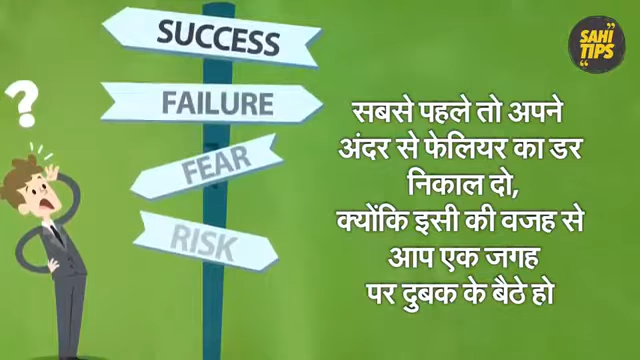 SUCCESS
FAILURE
FEAR
RISK
?
SAHI
TIPS
सबसे पहले तो अपने
अंदर से फेलियर का डर
निकाल दो,
क्योंकि इसी की वजह से
आप एक जगह
पर दुबक के बैठे हो